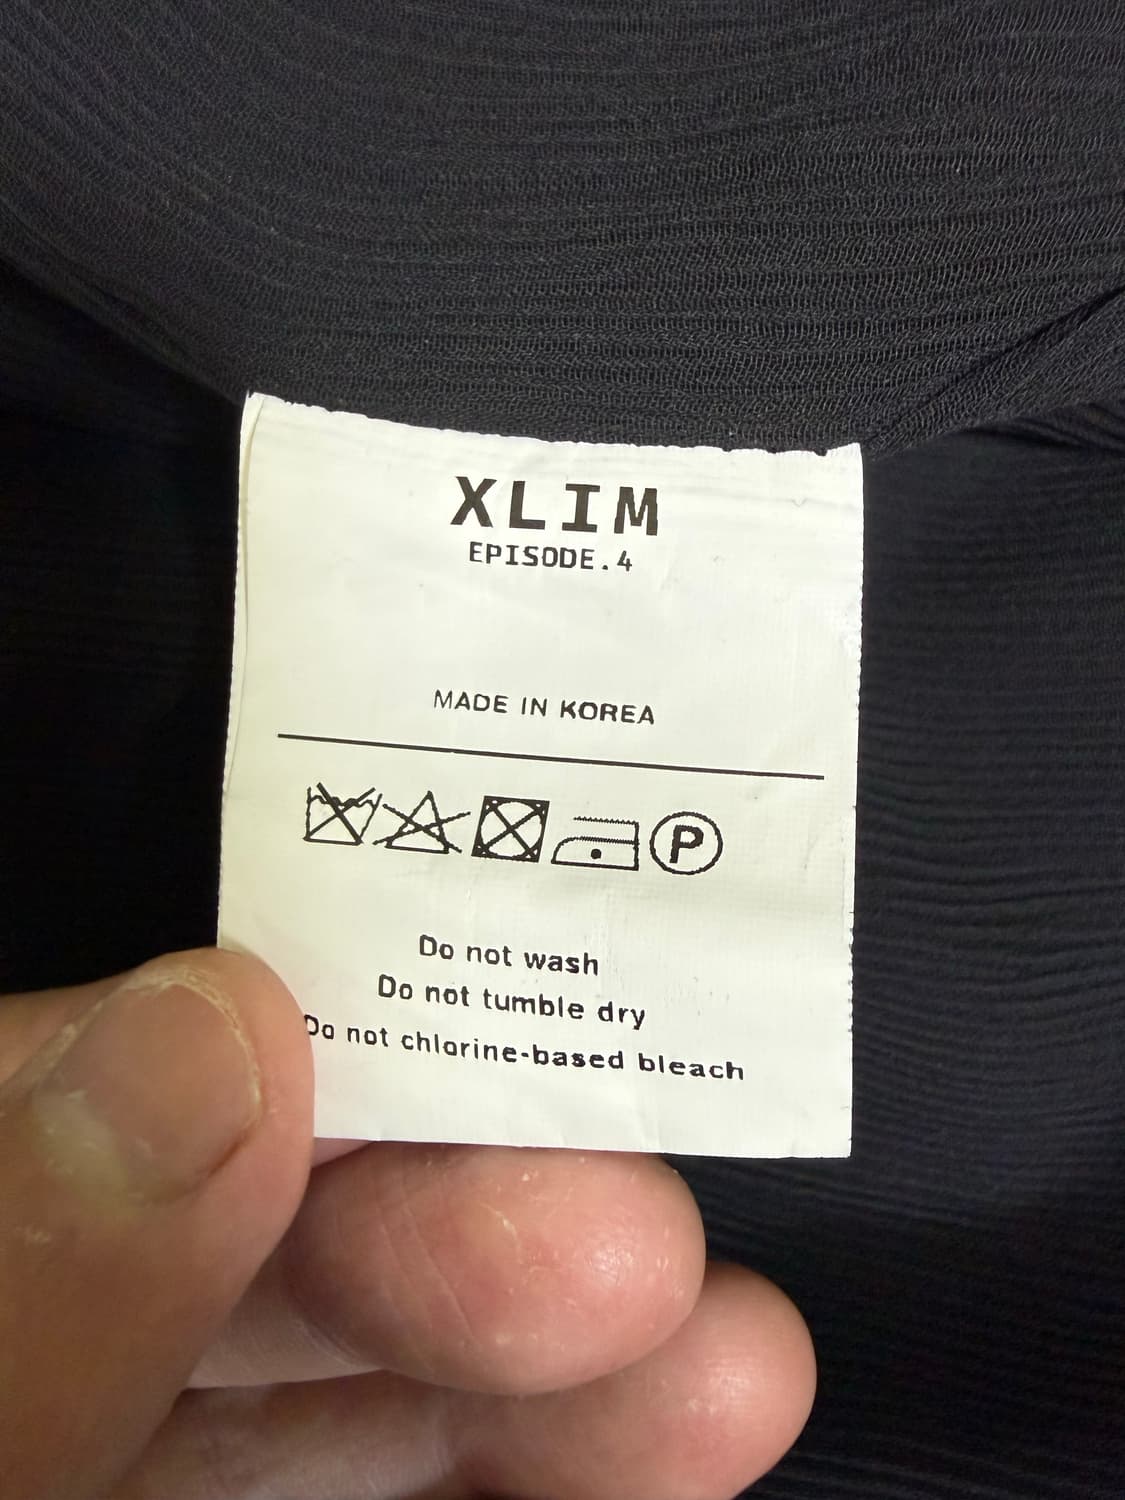 XLIM
EPISODE.4
MADE IN KOREA
P
Do not wash
Do not tumble dry
Do not chlorine-based bleach